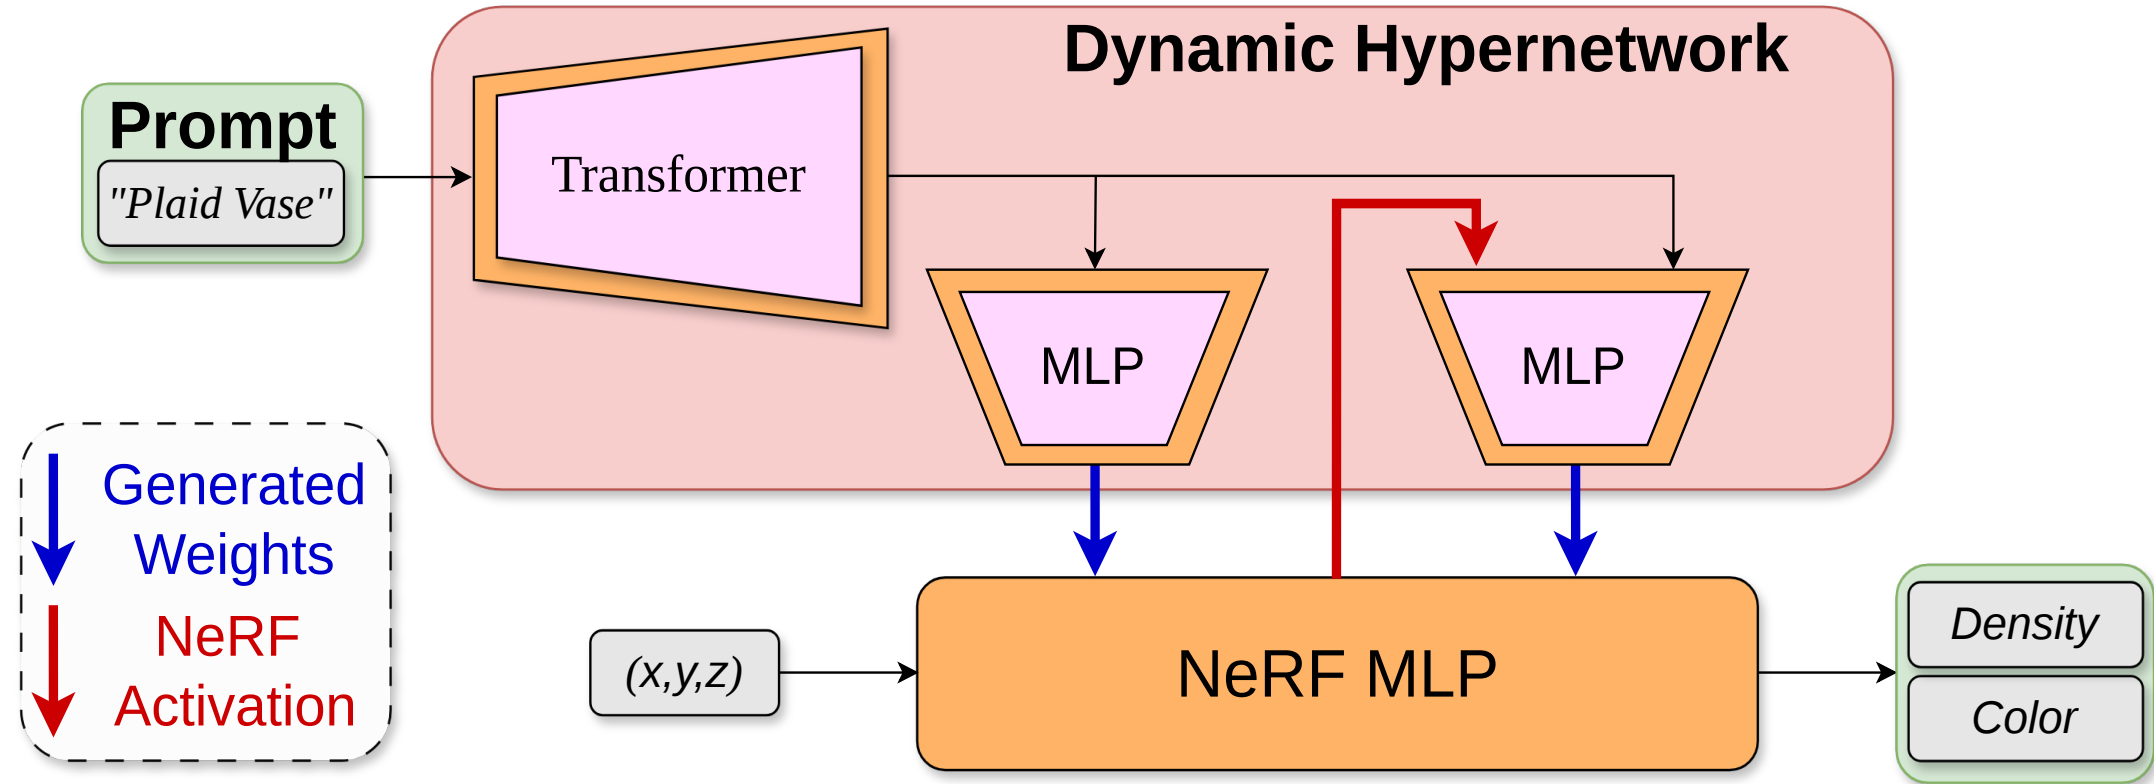 Dynamic Hypernetwork
Prompt
"Plaid Vase"
Transformer
MLP
MLP
Generated
Weights
NeRF
Activation
(x,y,z)
NeRF MLP
Density
Color